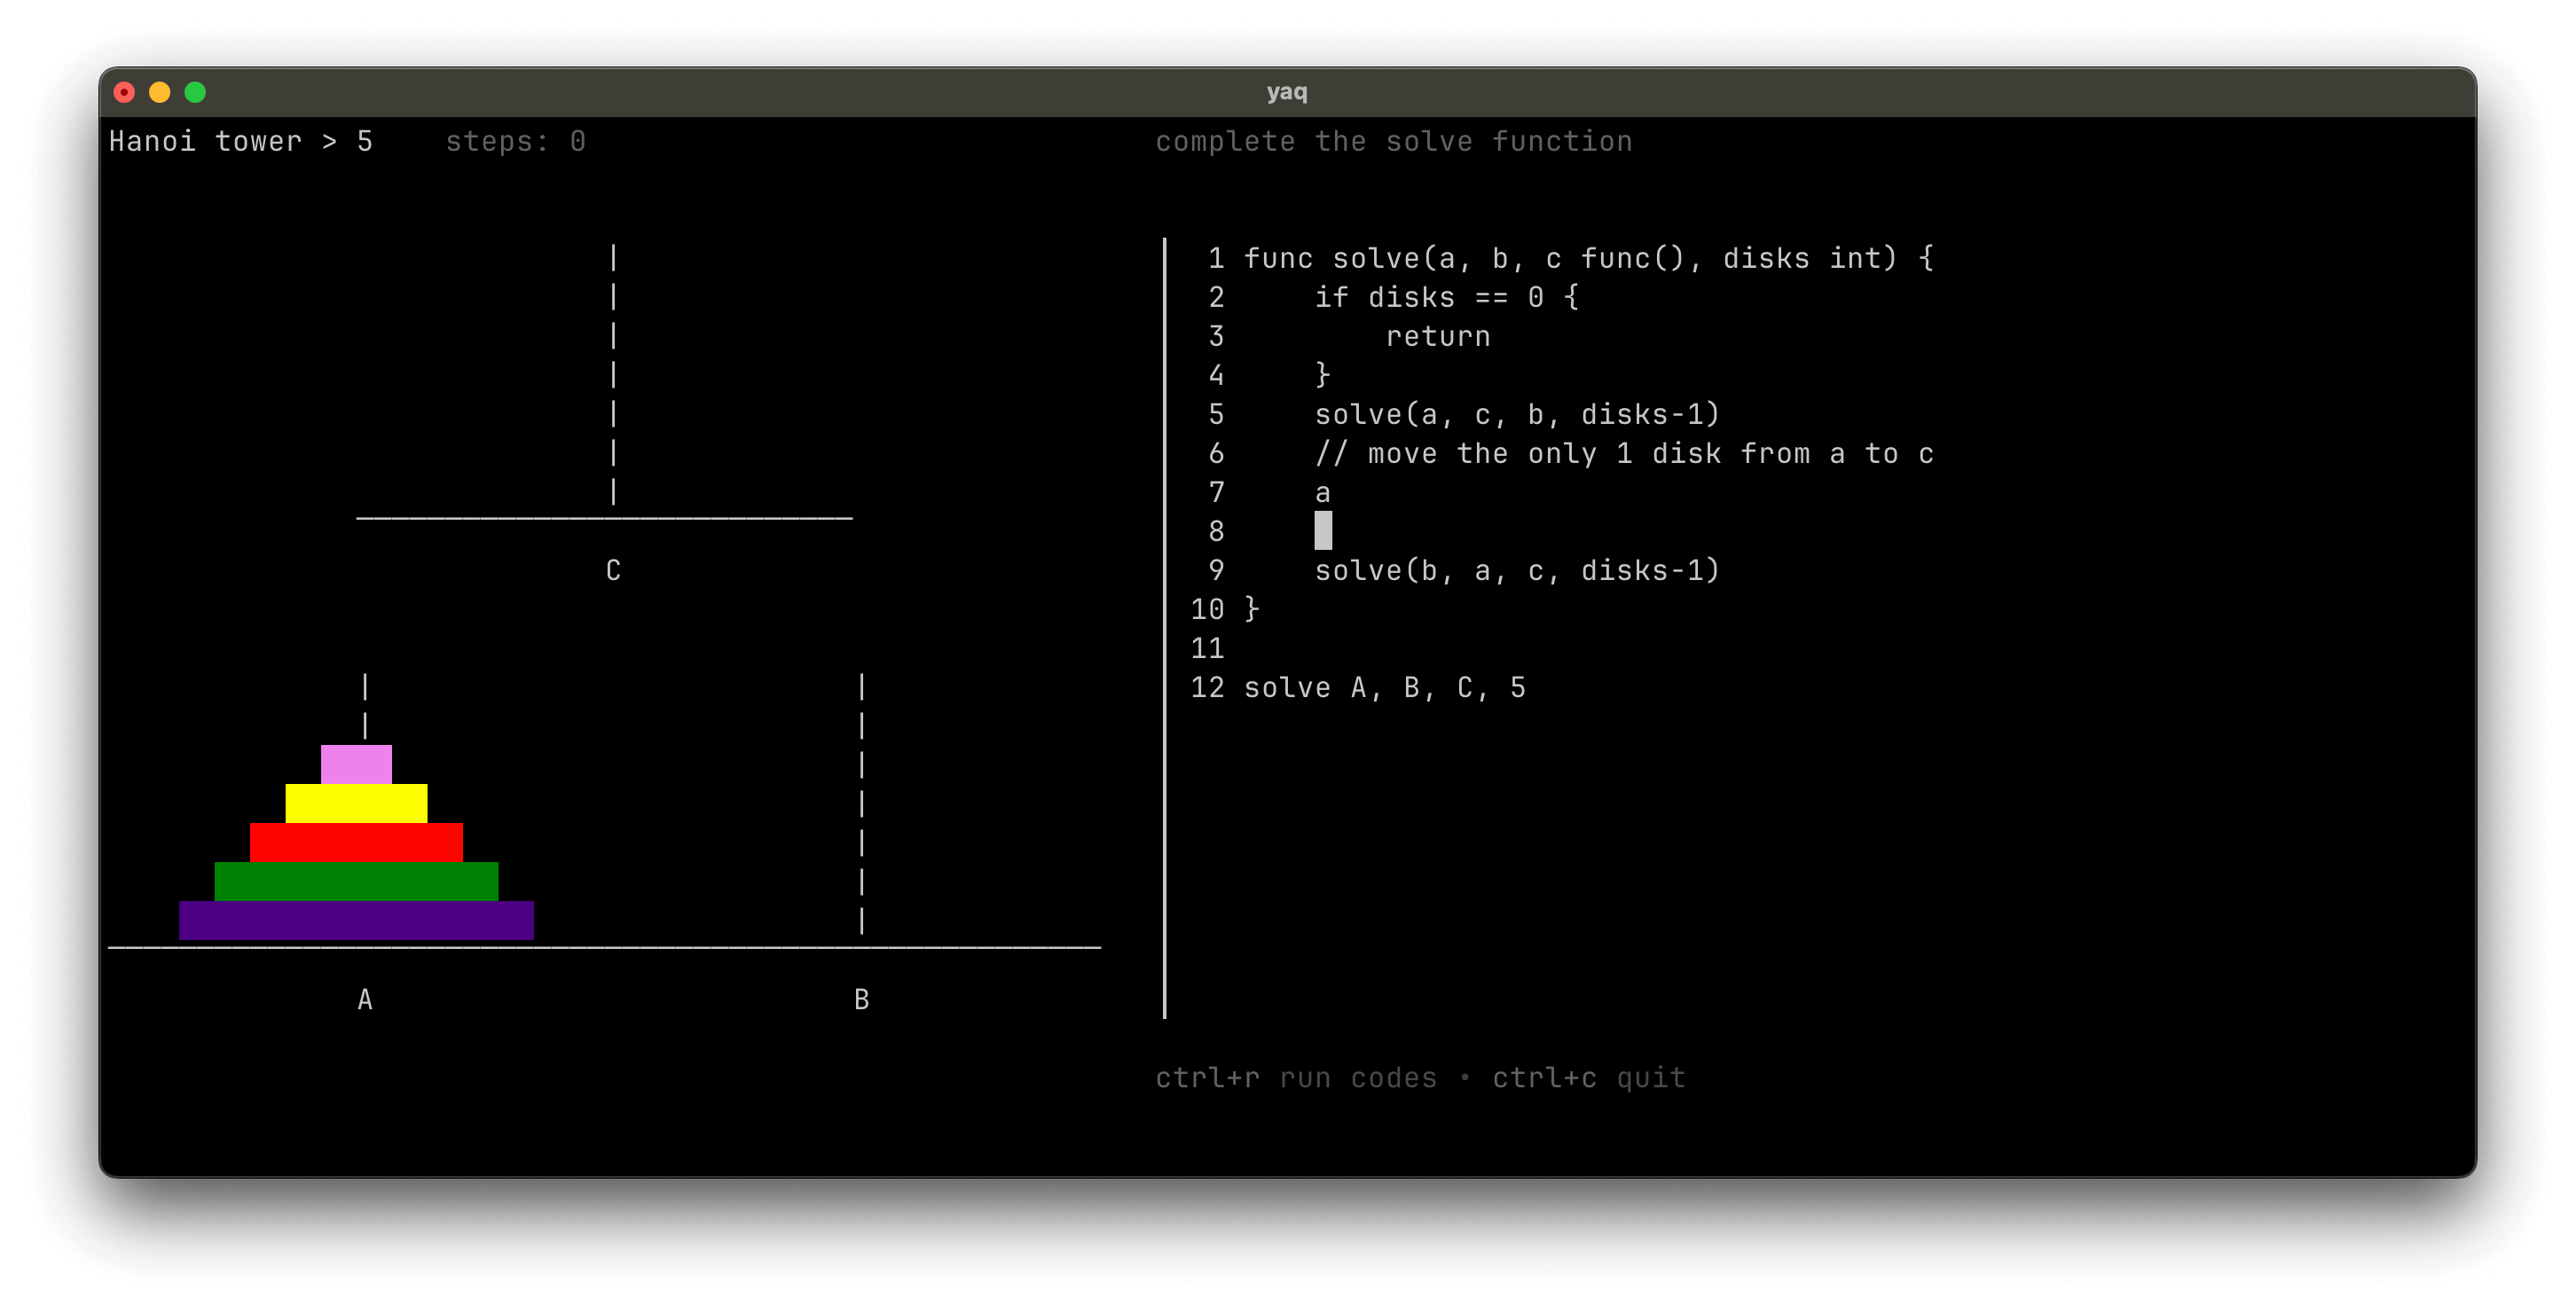 yaq
Hanoi tower > 5    steps: 0
complete the solve function
C
A    B
1 func solve(a, b, c func(), disks int) {
2     if disks == 0 {
3         return
4     }
5     solve(a, c, b, disks-1)
6     // move the only 1 disk from a to c
7     a
8
9     solve(b, a, c, disks-1)
10 }
11
12 solve A, B, C, 5
ctrl+r run codes • ctrl+c quit